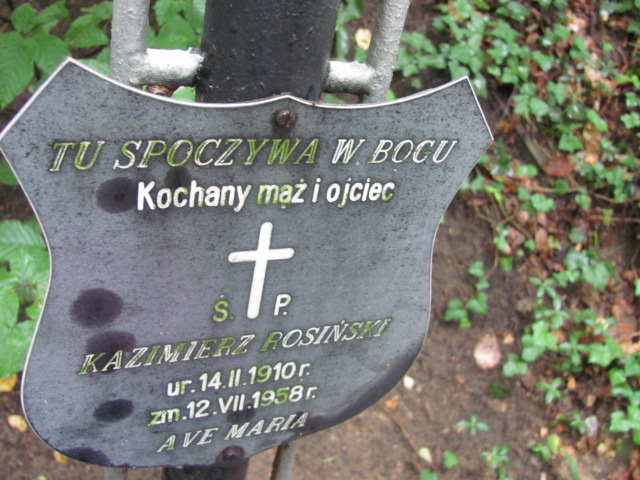 TU SPOCZYWA W BOGU
Kochany mąż i ojciec
Ś. P.
KAZIMIERZ ROSIŃSKI
ur. 14. II. 1910 r.
zm. 12. VII. 1958 r.
AVE MARIA